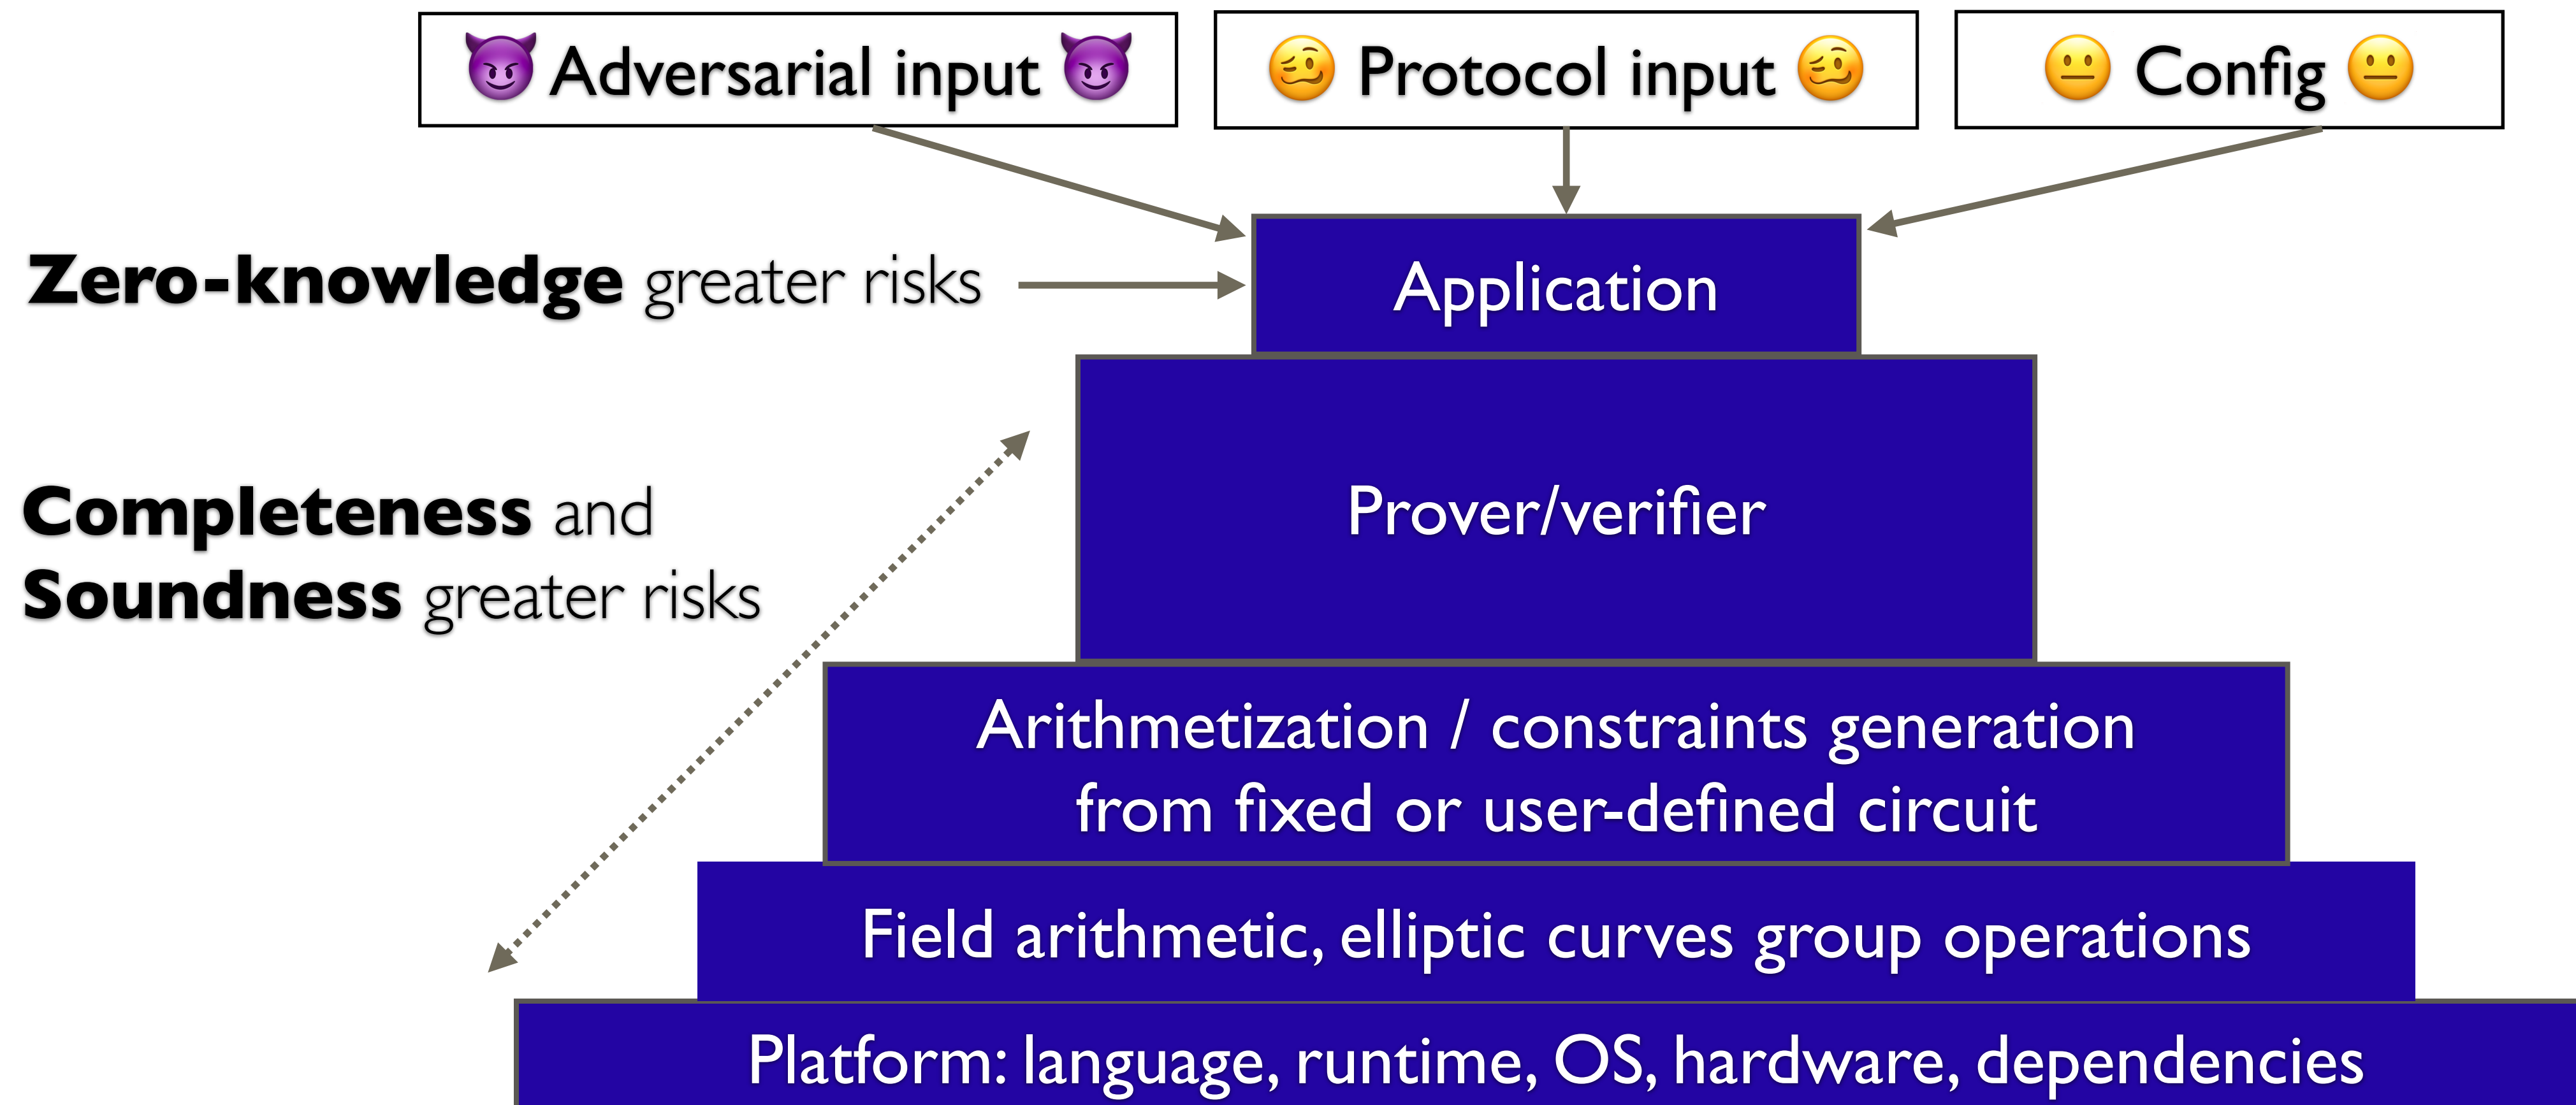 😈 Adversarial input 😈
🥴 Protocol input 🥴
😐 Config 😐
Zero-knowledge greater risks
Application
Completeness and
Soundness greater risks
Prover/verifier
Arithmetization / constraints generation
from fixed or user-defined circuit
Field arithmetic, elliptic curves group operations
Platform: language, runtime, OS, hardware, dependencies